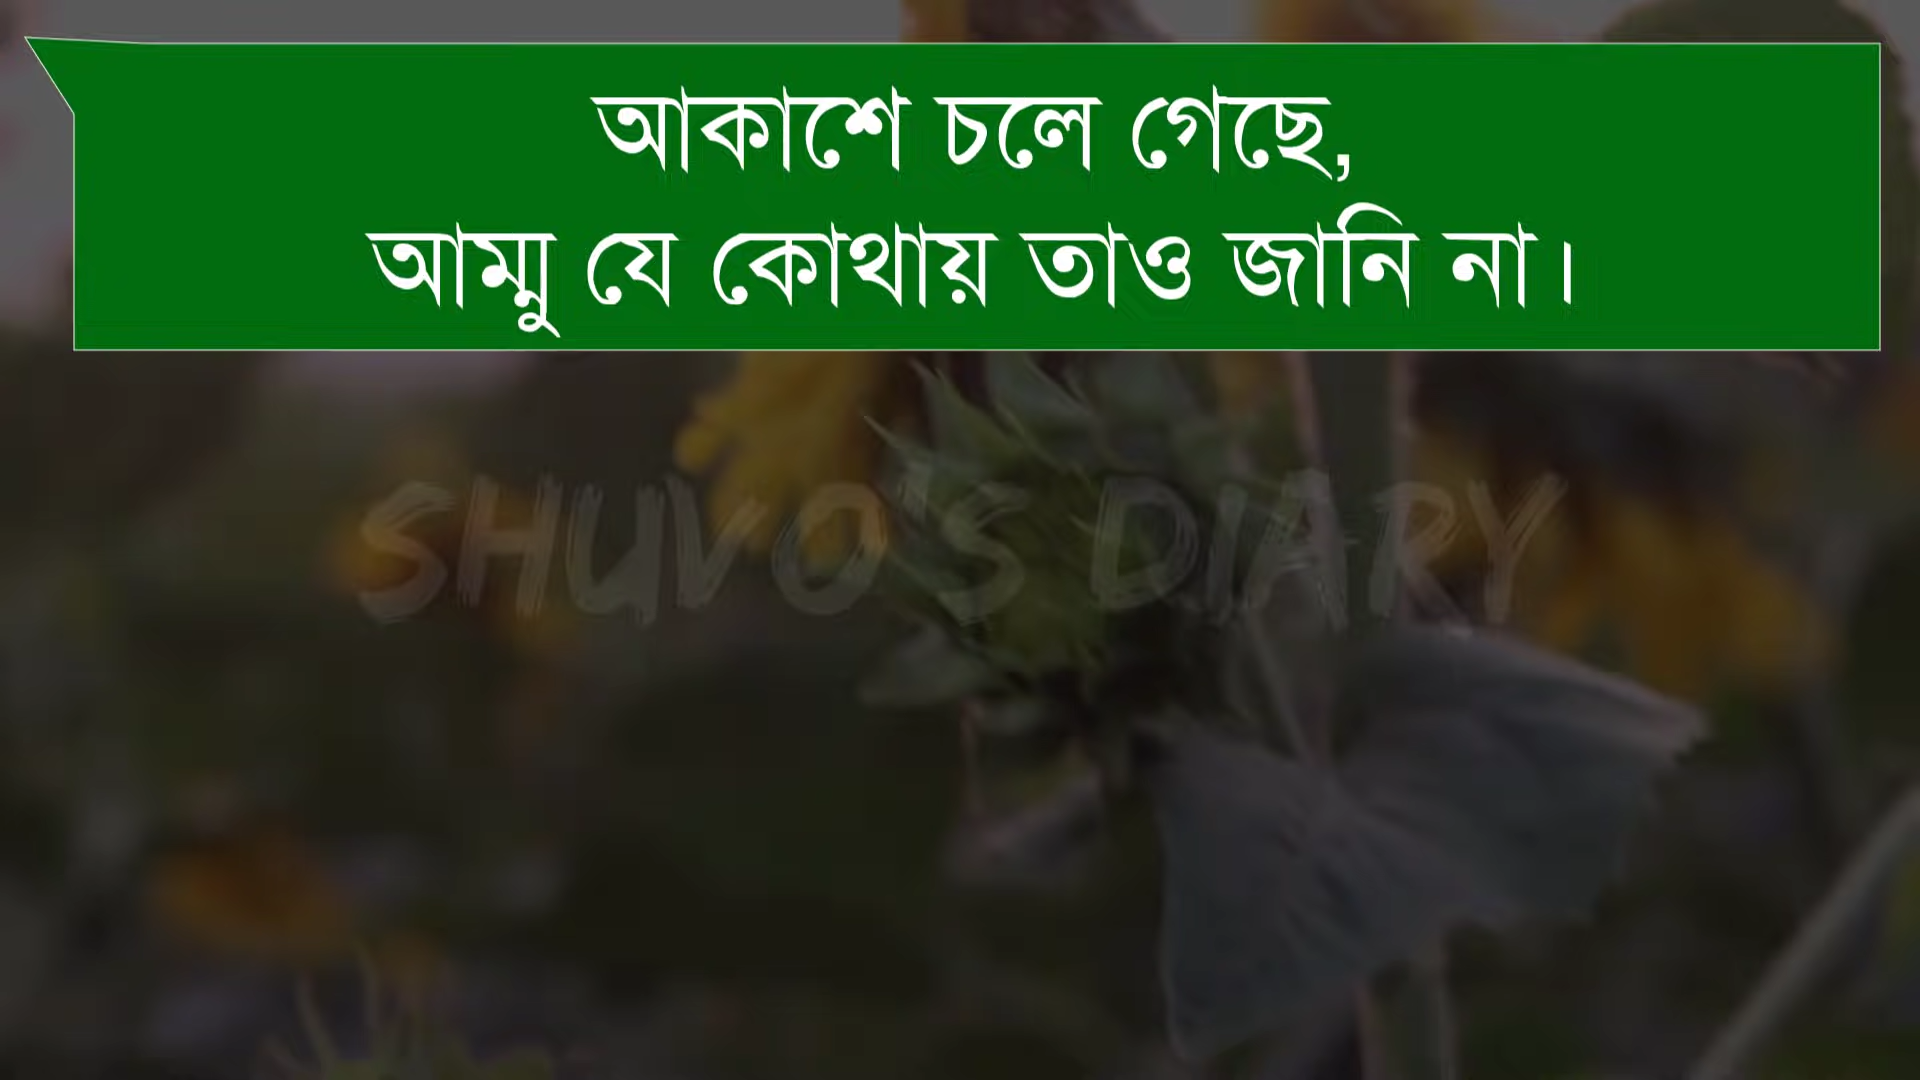 আকাশে চলে গেছে,
আম্মু যে কোথায় তাও জানি না।
SHUVO'S DIARY